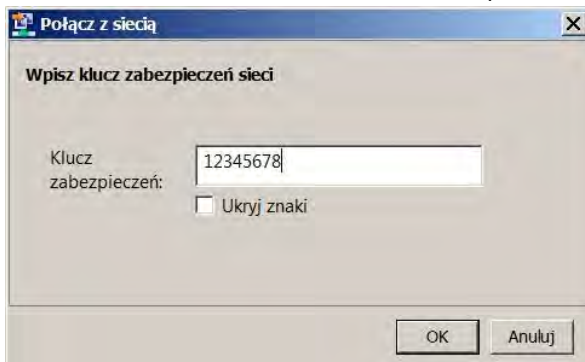 Połącz z siecią
Wpisz klucz zabezpieczeń sieci
Klucz
zabezpieczeń:
12345678
Ukryj znaki
OK
Anuluj